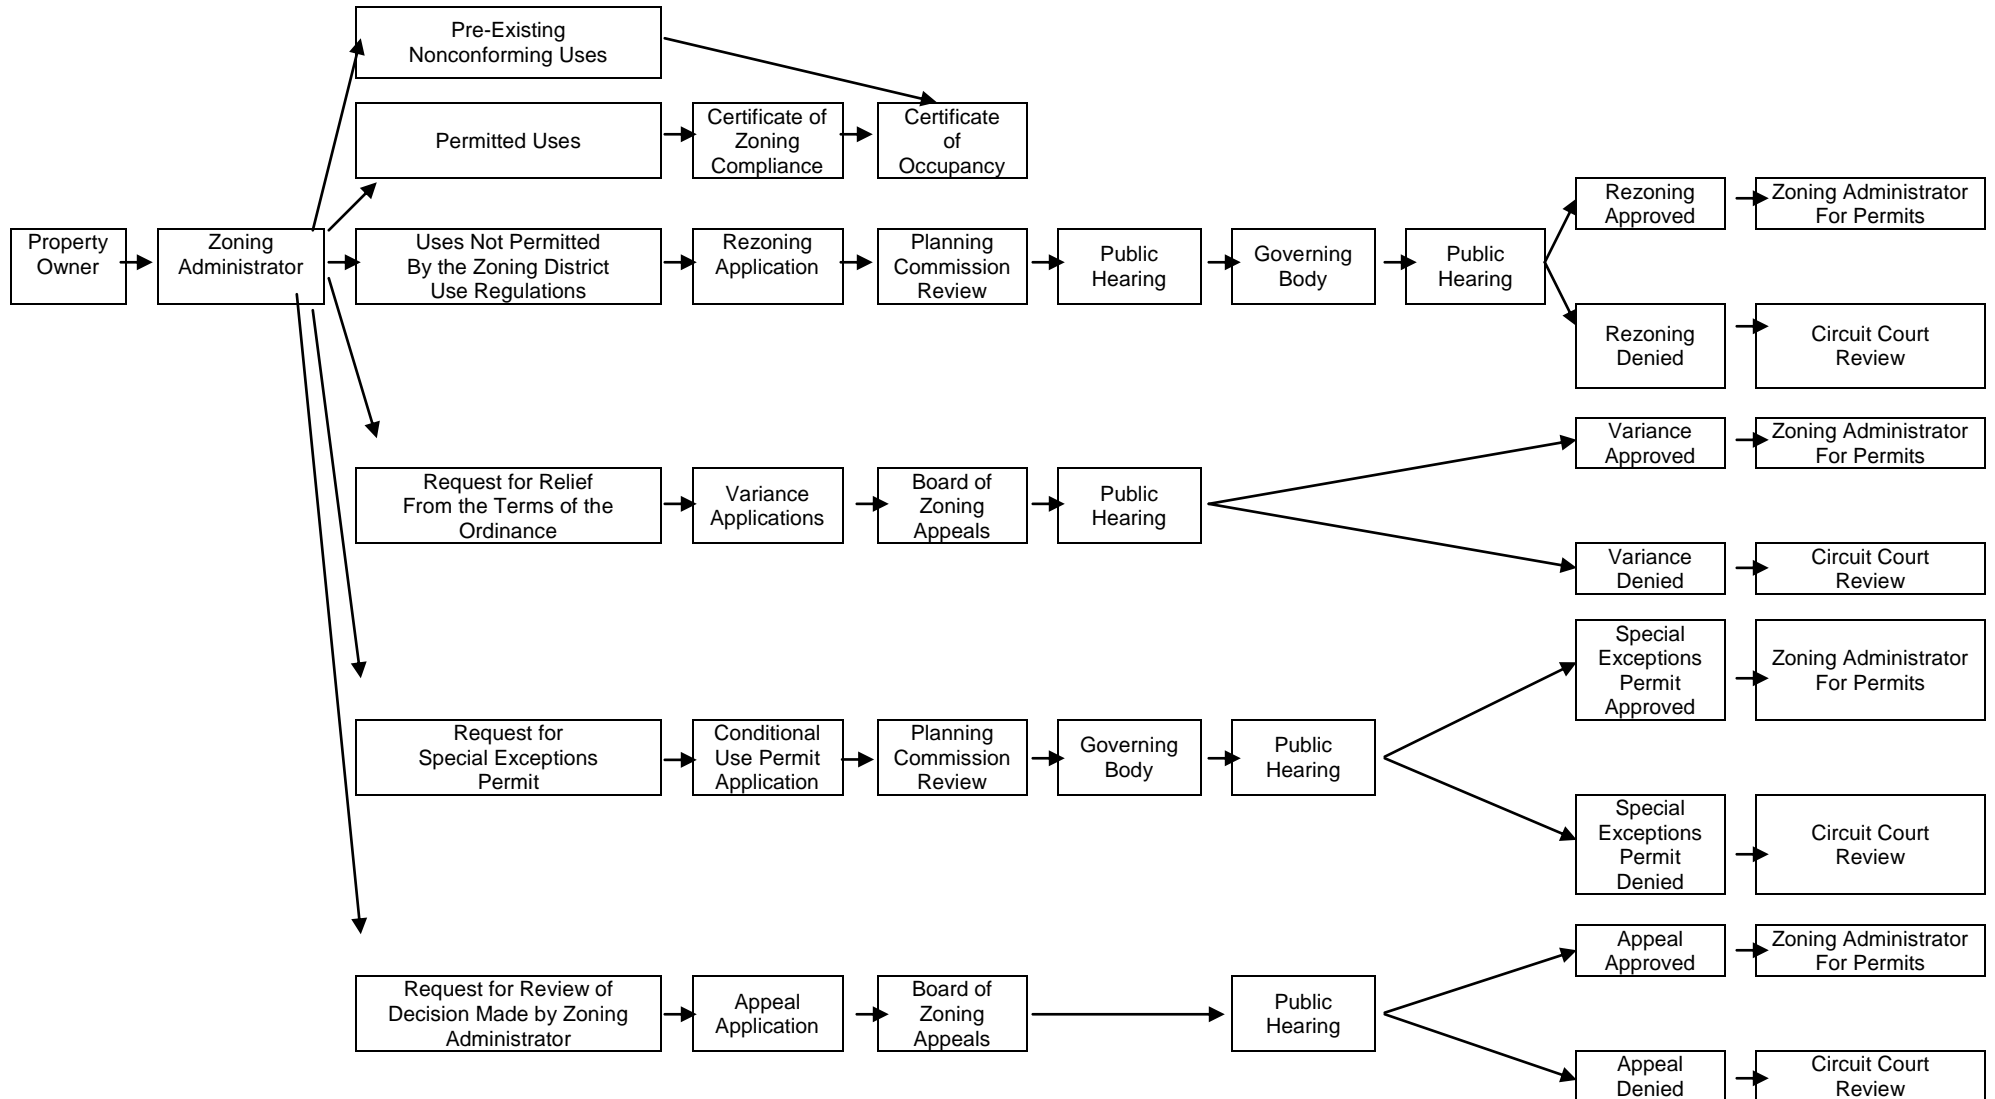 Pre-Existing
Nonconforming Uses
Permitted Uses
Certificate of
Zoning
Compliance
Certificate
of
Occupancy
Property
Owner
Zoning
Administrator
Uses Not Permitted
By the Zoning District
Use Regulations
Rezoning
Application
Planning
Commission
Review
Public
Hearing
Governing
Body
Public
Hearing
Rezoning
Approved
Zoning Administrator
For Permits
Rezoning
Denied
Circuit Court
Review
Request for Relief
From the Terms of the
Ordinance
Variance
Applications
Board of
Zoning
Appeals
Public
Hearing
Variance
Approved
Zoning Administrator
For Permits
Variance
Denied
Circuit Court
Review
Request for
Special Exceptions
Permit
Conditional
Use Permit
Application
Planning
Commission
Review
Governing
Body
Public
Hearing
Special
Exceptions
Permit
Approved
Zoning Administrator
For Permits
Special
Exceptions
Permit
Denied
Circuit Court
Review
Request for Review of
Decision Made by Zoning
Administrator
Appeal
Application
Board of
Zoning
Appeals
Public
Hearing
Appeal
Approved
Zoning Administrator
For Permits
Appeal
Denied
Circuit Court
Review